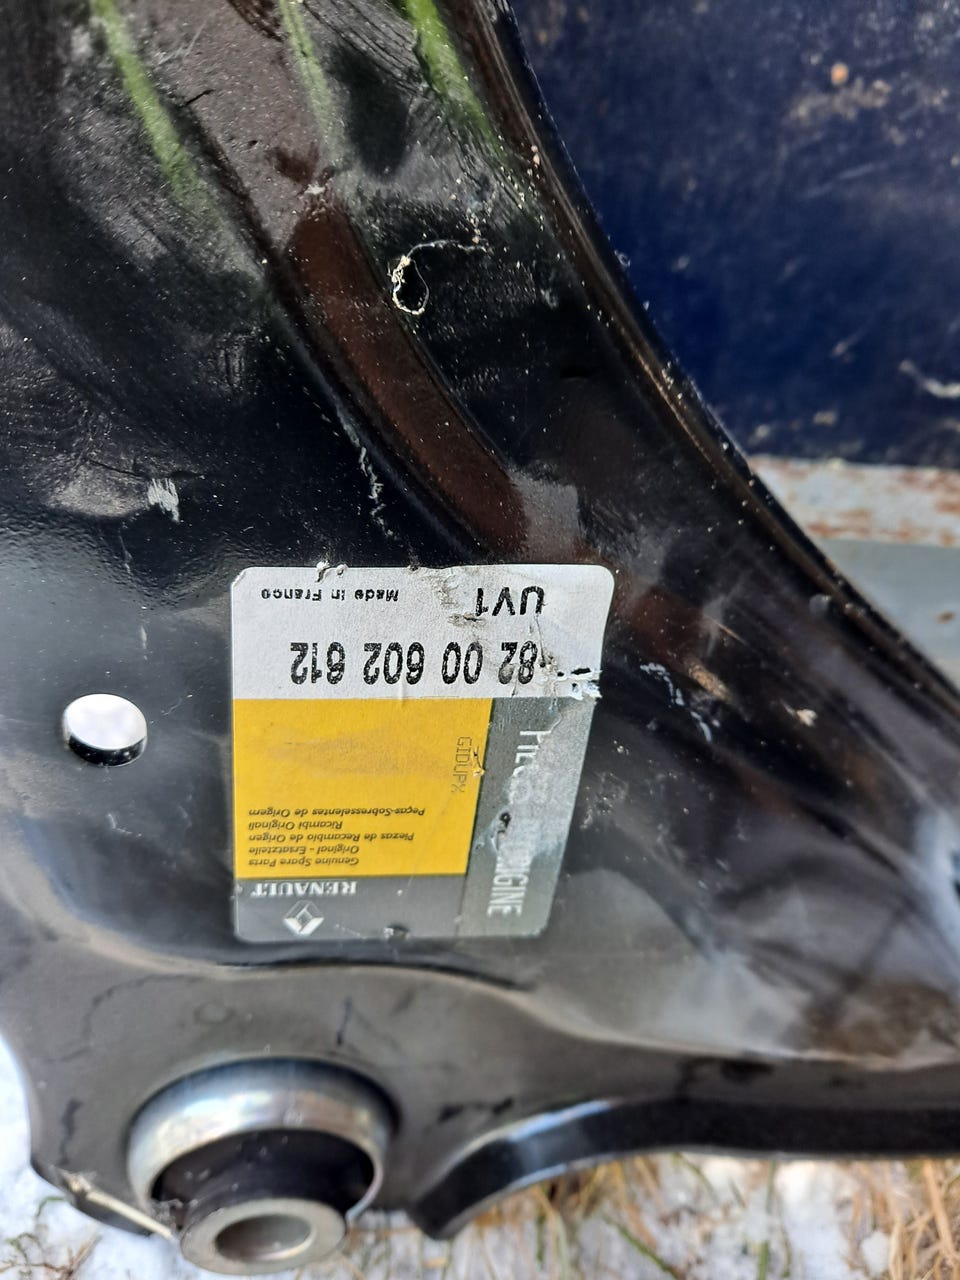 RENAULT
Genuine Spare Parts
Original - Ersatzteile
Piezas de Recambio de Origen
Ricambi Originali
Peças-Sobresselentes de Origem
ORIGINE
82 00 602 612
UV1
Made in France